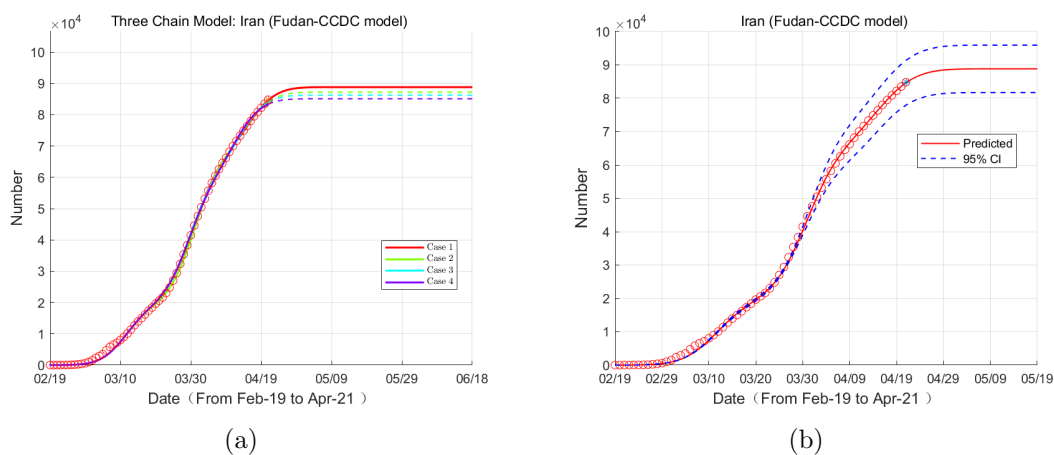 Three Chain Model: Iran (Fudan-CCDC model)
×10⁴
10
9
8
7
6
5
4
3
2
1
0
Number
Case 1
Case 2
Case 3
Case 4
02/19 03/10 03/30 04/19 05/09 05/29 06/18
Date（From Feb-19 to Apr-21 ）
(a)
Iran (Fudan-CCDC model)
×10⁴
10
9
8
7
6
5
4
3
2
1
0
Number
Predicted
95% CI
02/19 02/29 03/10 03/20 03/30 04/09 04/19 04/29 05/09 05/19
Date（From Feb-19 to Apr-21 ）
(b)